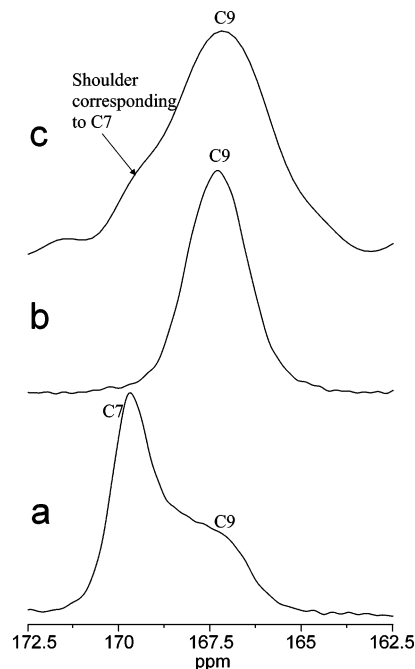 C9
Shoulder
corresponding
to C7
c
C9
b
C7
a
C9
172.5 170 167.5 165 162.5
ppm